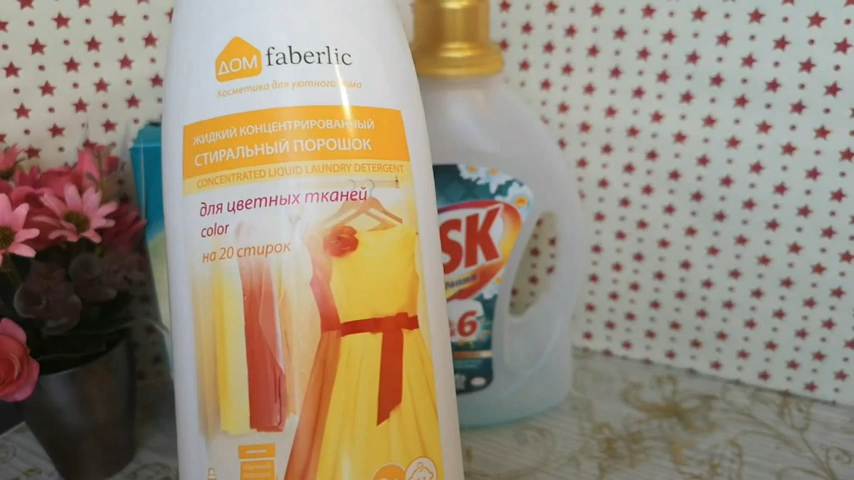 ДОМ faberlic
Косметика для уютного дома
ЖИДКИЙ КОНЦЕНТРИРОВАННЫЙ
СТИРАЛЬНЫЙ ПОРОШОК
CONCENTRATED LIQUID LAUNDRY DETERGENT
для цветных тканей
color
на 20 стирок
SK
6